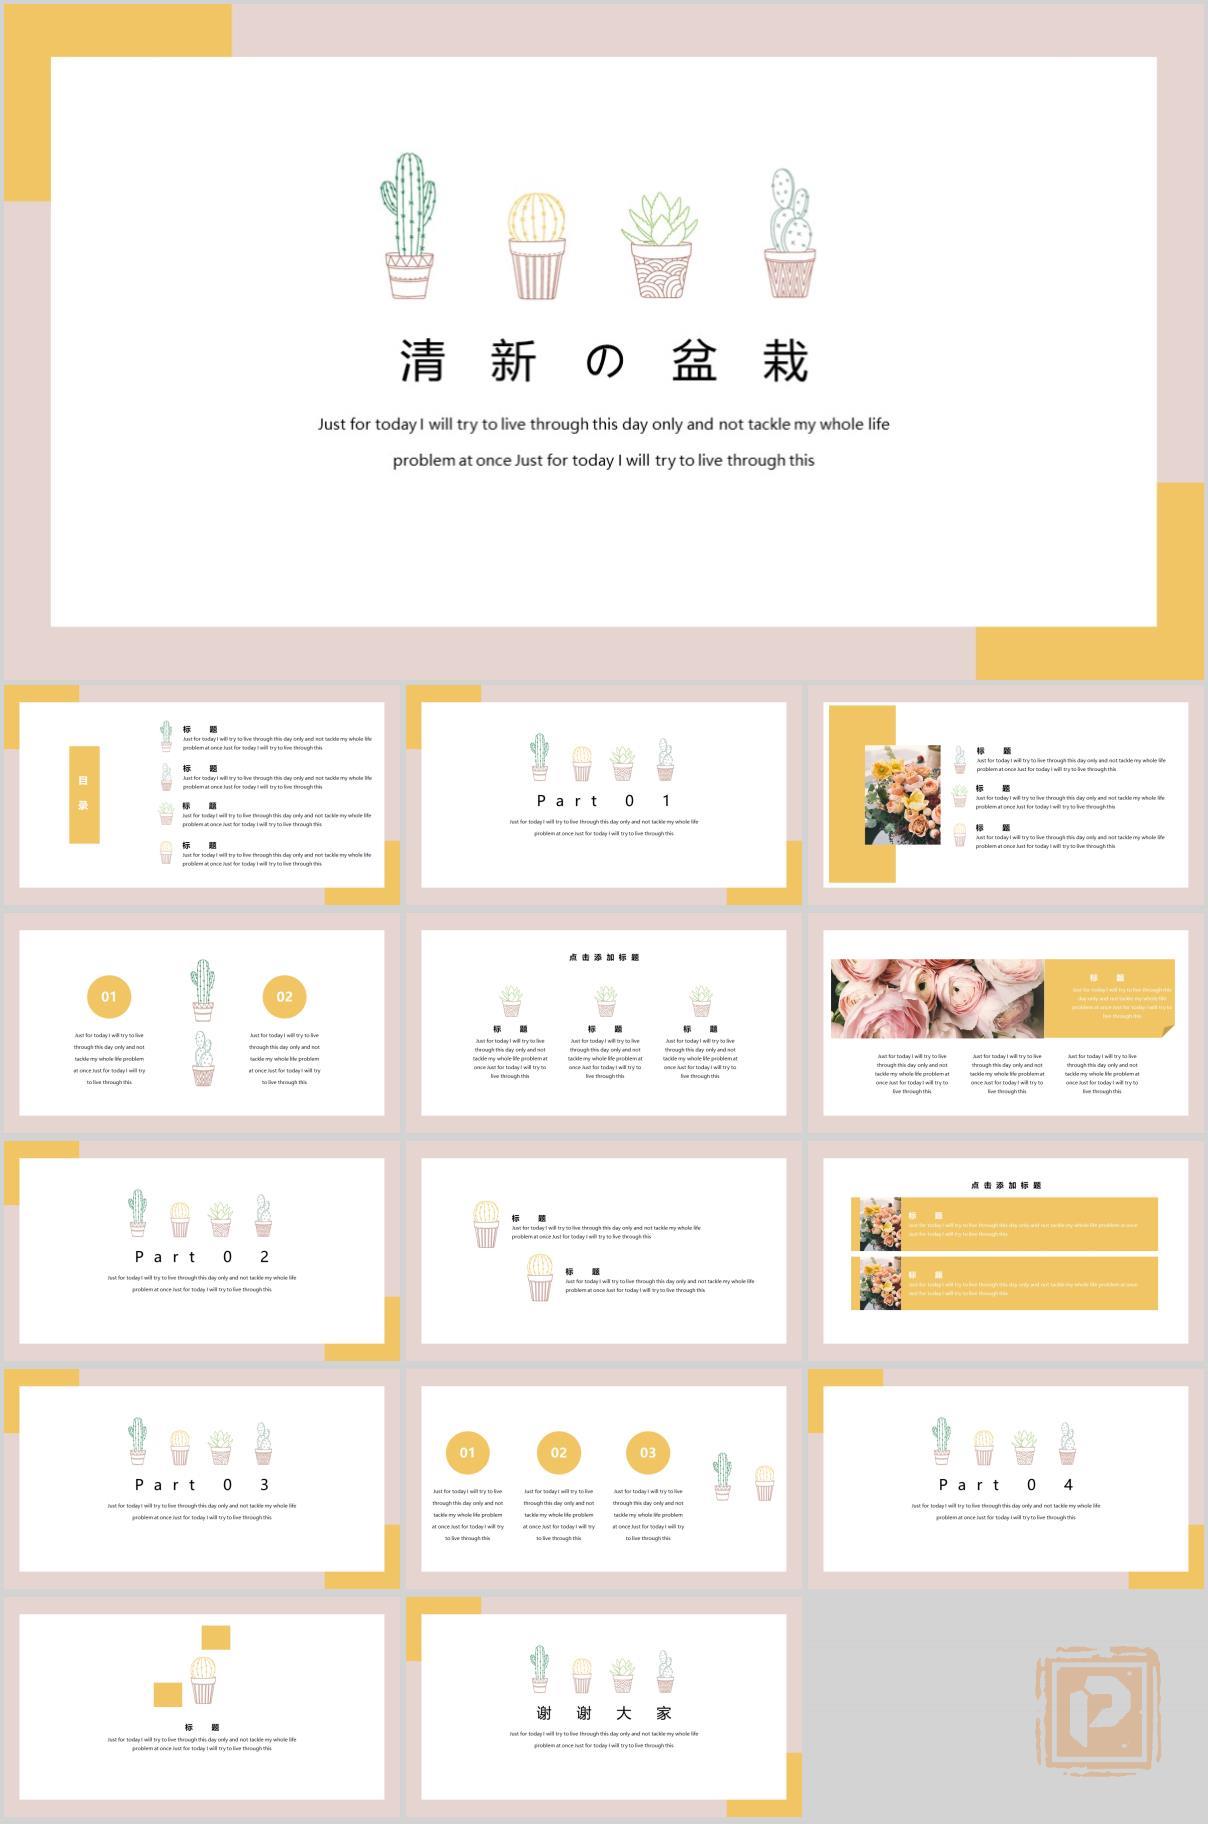 清新の盆栽
Just for today I will try to live through this day only and not tackle my whole life
problem at once Just for today I will try to live through this
目
录
标 题
Just for today I will try to live through this day only and not tackle my whole life
problem at once Just for today I will try to live through this
标 题
Just for today I will try to live through this day only and not tackle my whole life
problem at once Just for today I will try to live through this
标 题
Just for today I will try to live through this day only and not tackle my whole life
problem at once Just for today I will try to live through this
标 题
Just for today I will try to live through this day only and not tackle my whole life
problem at once Just for today I will try to live through this
Part 01
Just for today I will try to live through this day only and not tackle my whole life
problem at once Just for today I will try to live through this
标 题
Just for today I will try to live through this day only and not tackle my whole life
problem at once Just for today I will try to live through this
标 题
Just for today I will try to live through this day only and not tackle my whole life
problem at once Just for today I will try to live through this
标 题
Just for today I will try to live through this day only and not tackle my whole life
problem at once Just for today I will try to live through this
01
Just for today I will try to live
through this day only and not
tackle my whole life problem
at once Just for today I will try
to live through this
02
Just for today I will try to live
through this day only and not
tackle my whole life problem
at once Just for today I will try
to live through this
点击添加标题
标 题
Just for today I will try to live
through this day only and not
tackle my whole life problem at
once Just for today I will try to
live through this
标 题
Just for today I will try to live
through this day only and not
tackle my whole life problem at
once Just for today I will try to
live through this
标 题
Just for today I will try to live
through this day only and not
tackle my whole life problem at
once Just for today I will try to
live through this
标 题
Just for today I will try to live through this
day only and not tackle my whole life
problem at once Just for today I will try to
live through this
Just for today I will try to live
through this day only and not
tackle my whole life problem at
once Just for today I will try to
live through this
Just for today I will try to live
through this day only and not
tackle my whole life problem at
once Just for today I will try to
live through this
Just for today I will try to live
through this day only and not
tackle my whole life problem at
once Just for today I will try to
live through this
Part 02
Just for today I will try to live through this day only and not tackle my whole life
problem at once Just for today I will try to live through this
标 题
Just for today I will try to live through this day only and not tackle my whole life
problem at once Just for today I will try to live through this
标 题
Just for today I will try to live through this day only and not tackle my whole life
problem at once Just for today I will try to live through this
点击添加标题
标 题
Just for today I will try to live through this day only and not tackle my whole life problem at once
Just for today I will try to live through this
标 题
Just for today I will try to live through this day only and not tackle my whole life problem at once
Just for today I will try to live through this
Part 03
Just for today I will try to live through this day only and not tackle my whole life
problem at once Just for today I will try to live through this
01
Just for today I will try to live
through this day only and not
tackle my whole life problem
at once Just for today I will try
to live through this
02
Just for today I will try to live
through this day only and not
tackle my whole life problem
at once Just for today I will try
to live through this
03
Just for today I will try to live
through this day only and not
tackle my whole life problem
at once Just for today I will try
to live through this
Part 04
Just for today I will try to live through this day only and not tackle my whole life
problem at once Just for today I will try to live through this
标 题
Just for today I will try to live through this day only and not tackle my whole life
problem at once Just for today I will try to live through this
谢谢大家
Just for today I will try to live through this day only and not tackle my whole life
problem at once Just for today I will try to live through this